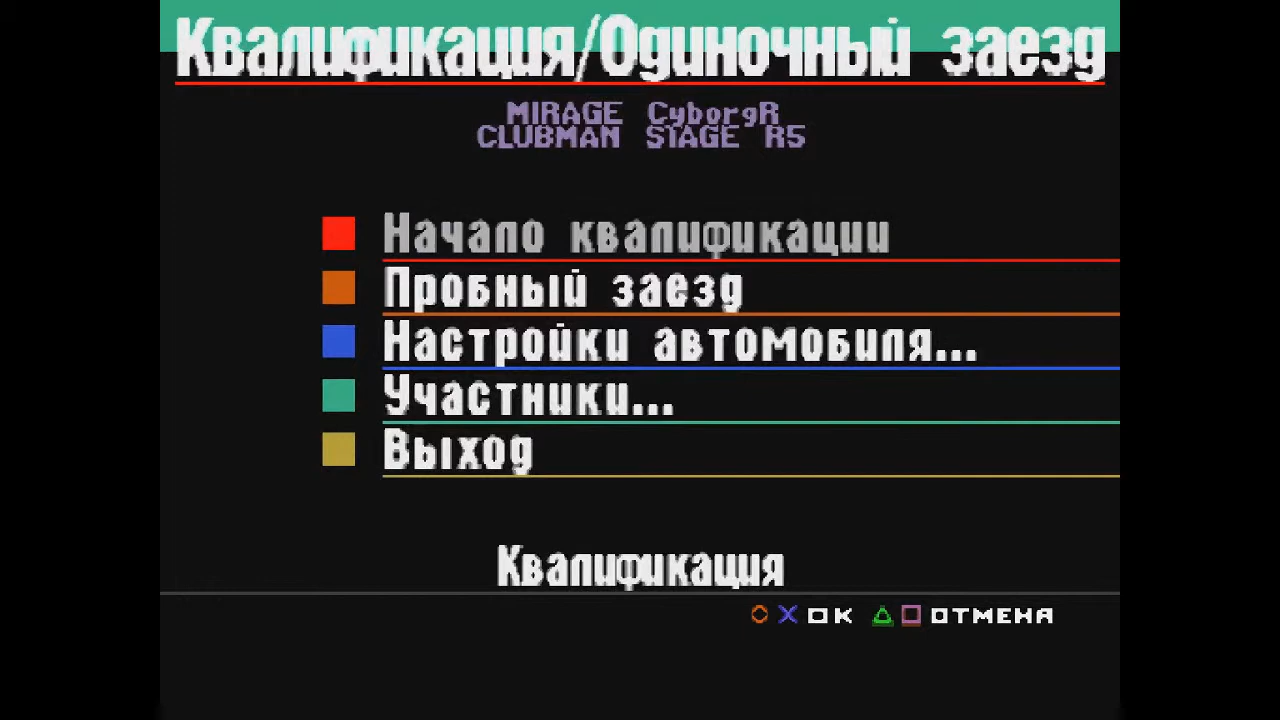 Квалификация/Одиночный заезд
MIRAGE CyborgR
CLUBMAN STAGE R5
Начало квалификации
Пробный заезд
Настройки автомобиля...
Участники...
Выход
Квалификация
ОК ОТМЕНА